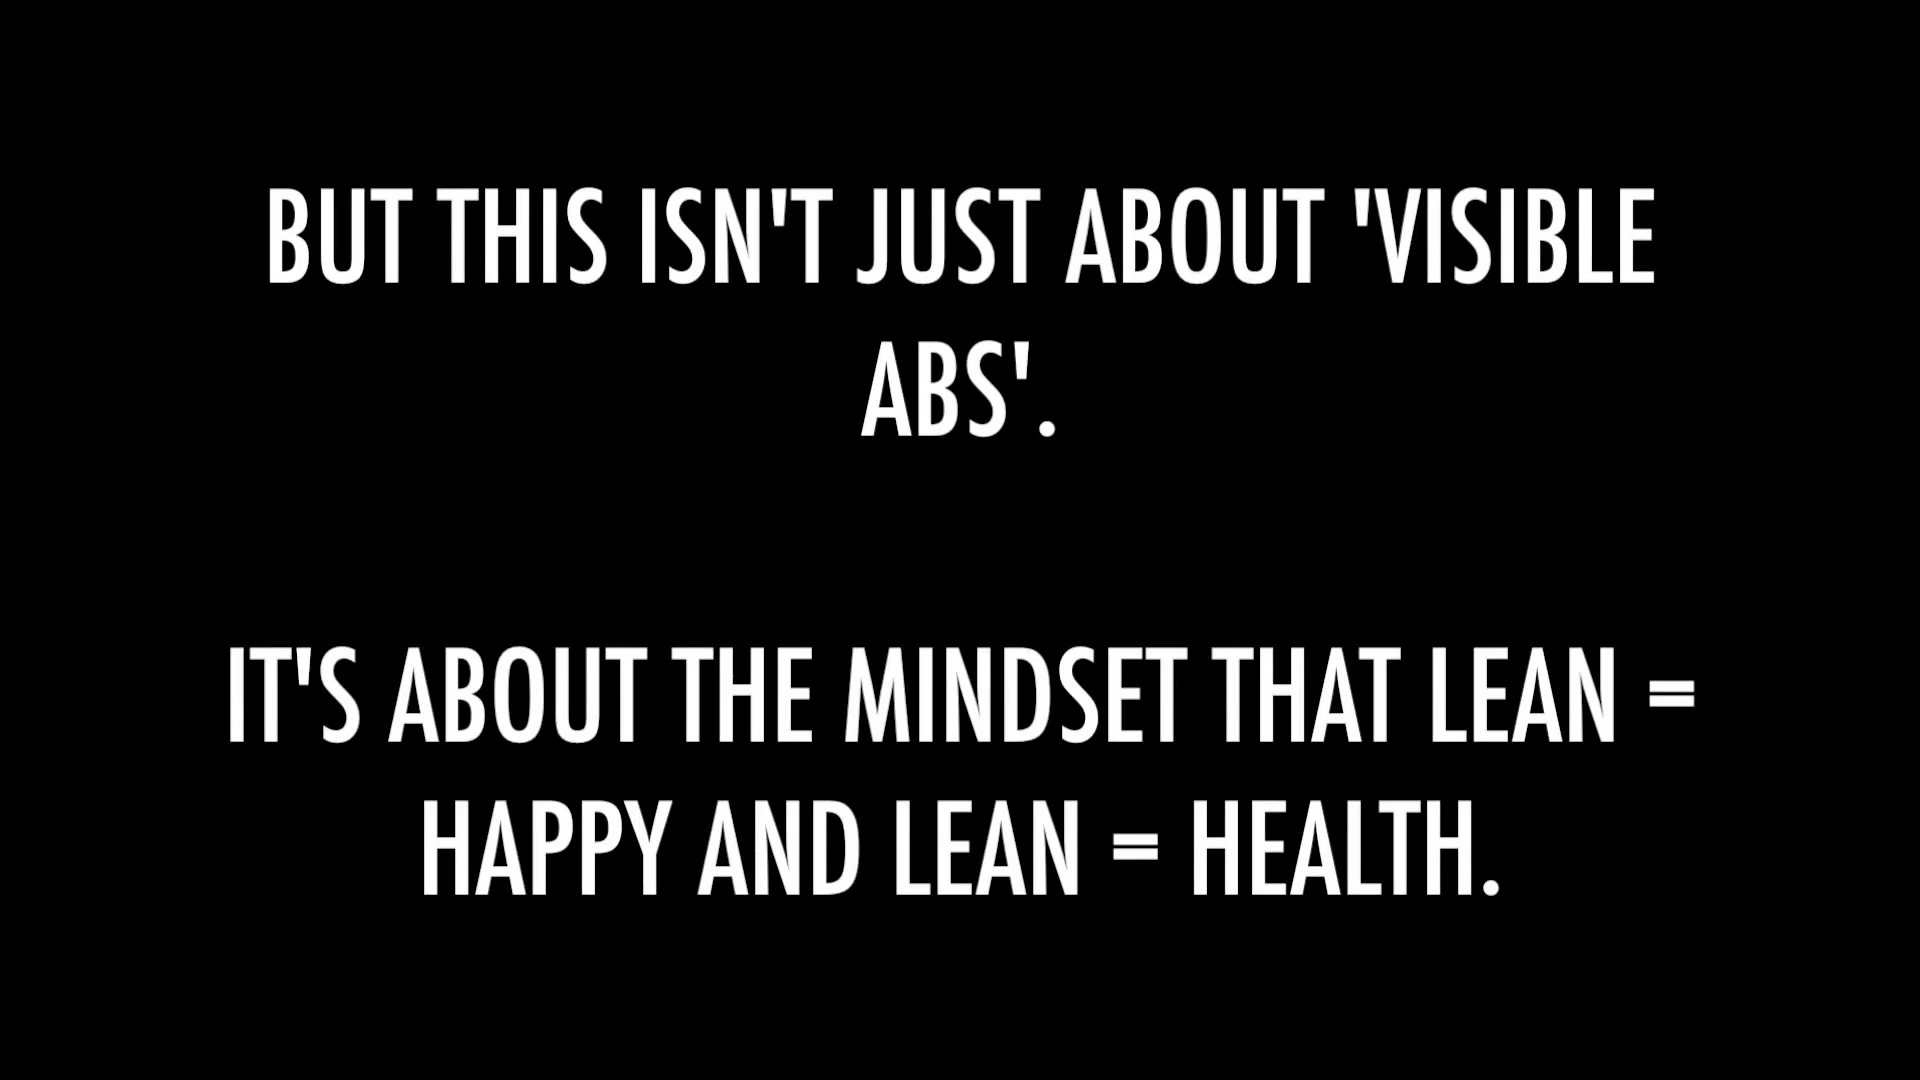 BUT THIS ISN'T JUST ABOUT 'VISIBLE
ABS'.
IT'S ABOUT THE MINDSET THAT LEAN =
HAPPY AND LEAN = HEALTH.